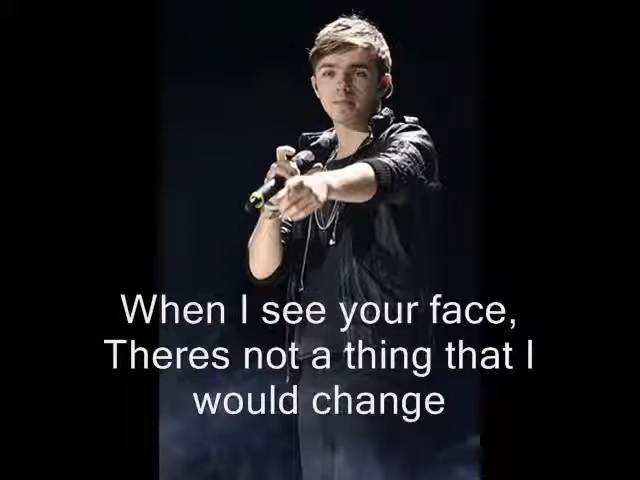 When I see your face,
Theres not a thing that I
would change